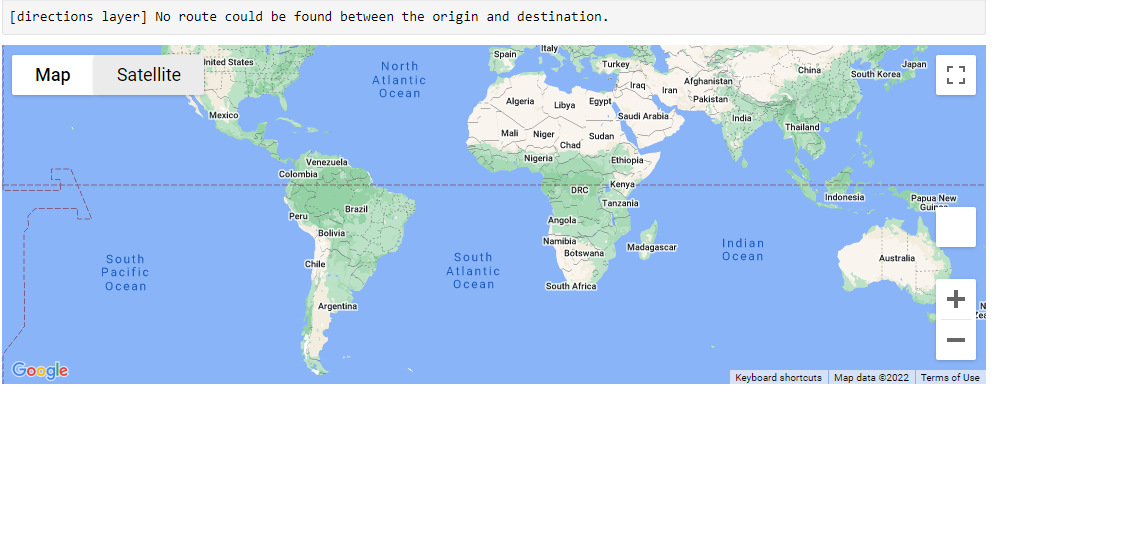 [directions layer] No route could be found between the origin and destination.
Map
Satellite
United States
North
Atlantic
Ocean
Spain
Italy
Turkey
Afghanistan
China
Japan
South Korea
Iraq
Iran
Pakistan
Mexico
Algeria
Libya
Egypt
Saudi Arabia
India
Thailand
Mali
Niger
Chad
Sudan
Nigeria
Ethiopia
Venezuela
Colombia
DRC
Kenya
Tanzania
Indonesia
Papua New
Guinea
Peru
Brazil
Bolivia
Angola
Namibia
Botswana
Madagascar
Indian
Ocean
Australia
South
Pacific
Ocean
Chile
South
Atlantic
Ocean
South Africa
Argentina
Google
Keyboard shortcuts
Map data ©2022
Terms of Use